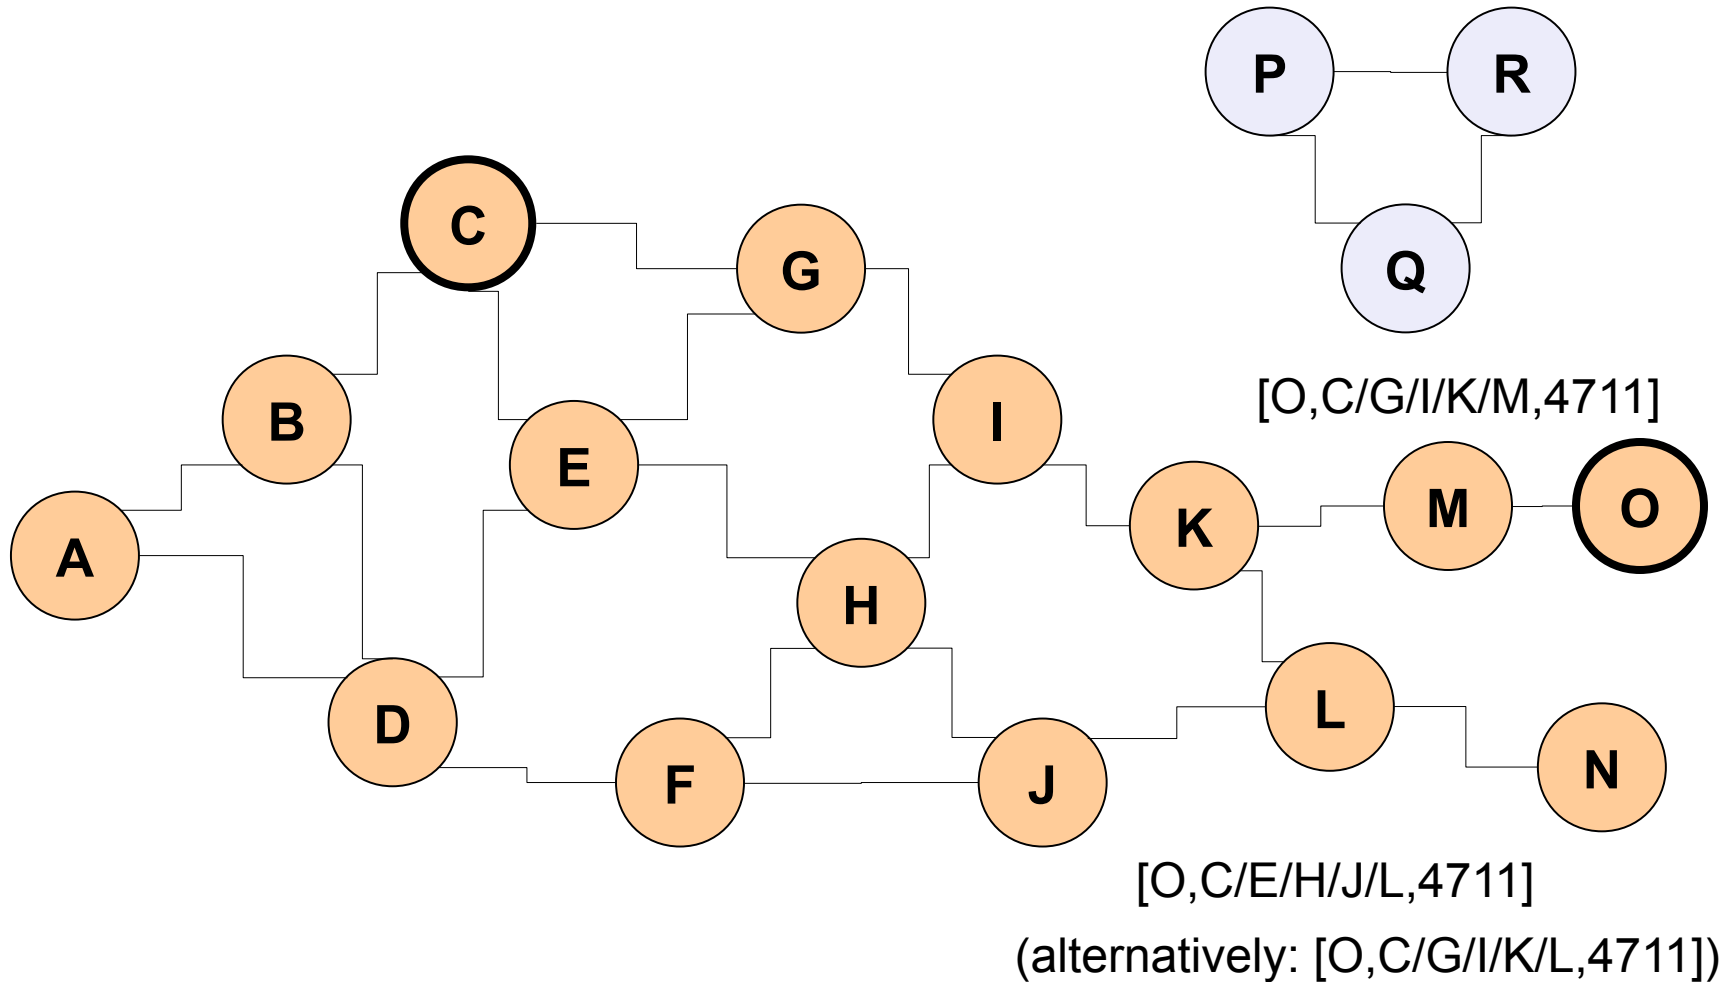 P
R
C
G
Q
[O,C/G/I/K/M,4711]
B
I
E
M
O
K
A
H
L
D
F
J
N
[O,C/E/H/J/L,4711]
(alternatively: [O,C/G/I/K/L,4711])